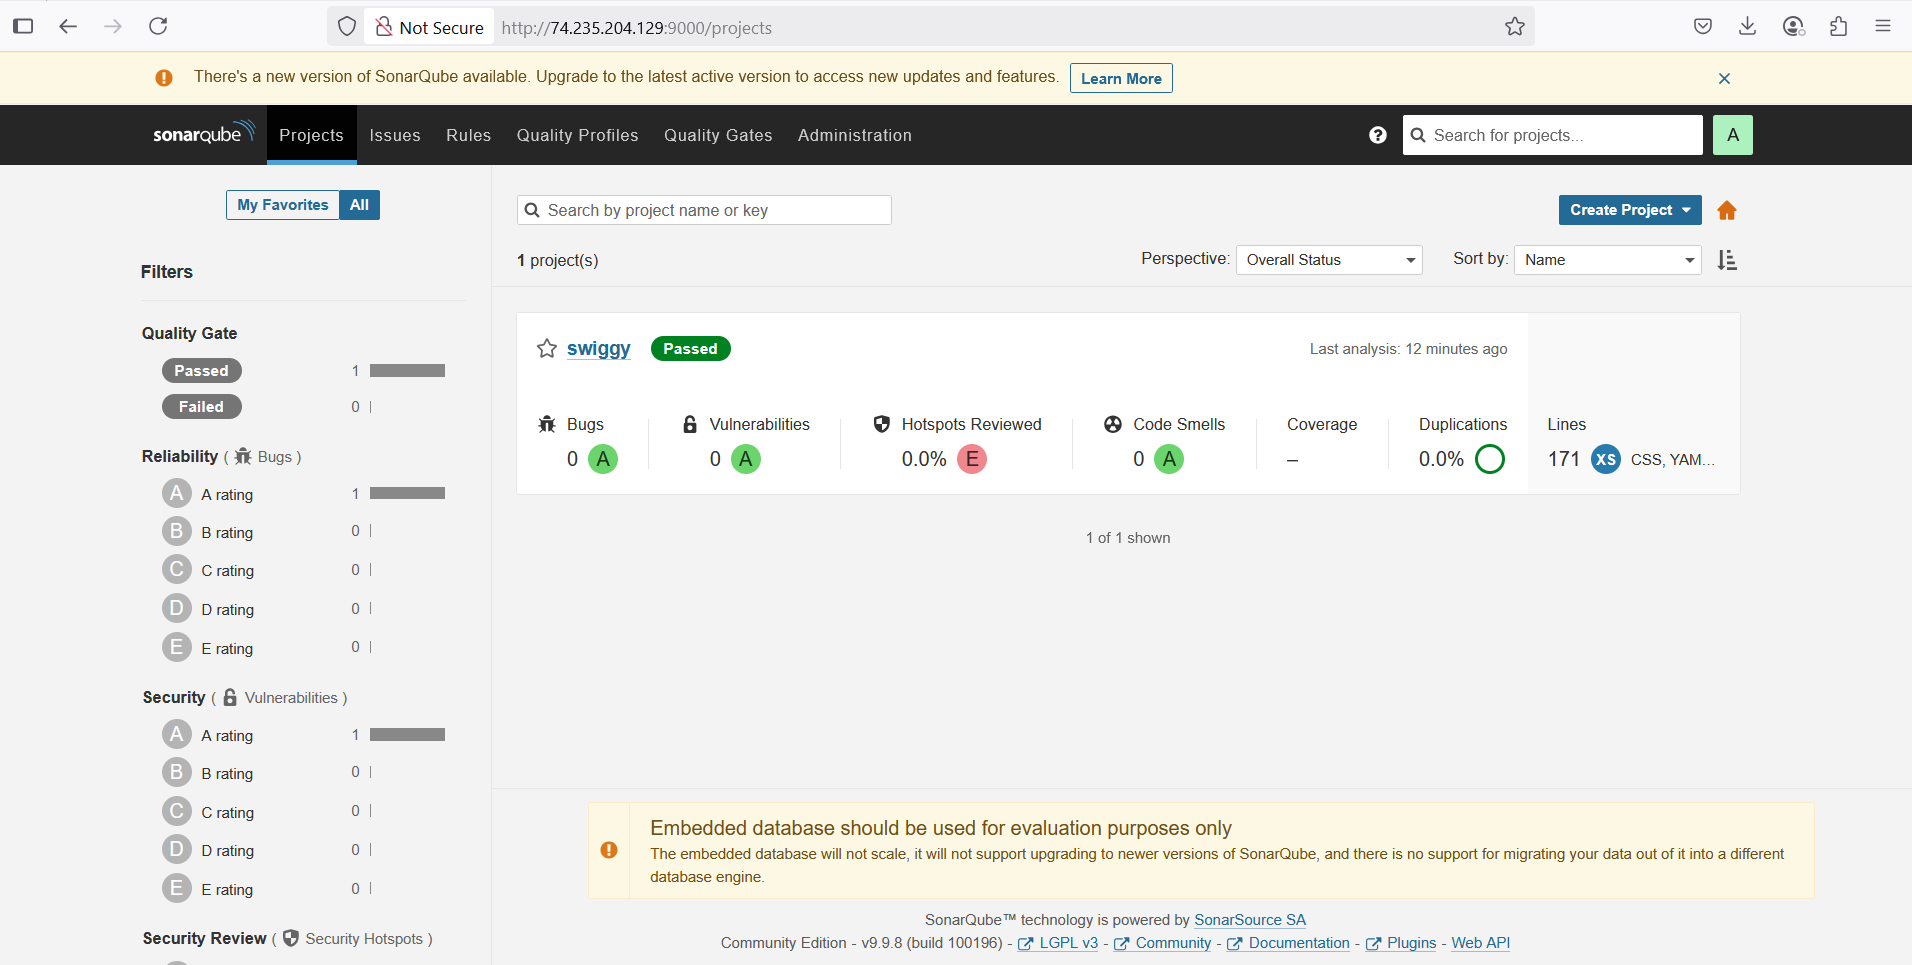 Not Secure http://74.235.204.129:9000/projects
There's a new version of SonarQube available. Upgrade to the latest active version to access new updates and features. Learn More
sonarqube Projects Issues Rules Quality Profiles Quality Gates Administration Search for projects... A
My Favorites All
Search by project name or key
Create Project
1 project(s)
Perspective: Overall Status Sort by: Name
Filters
Quality Gate
Passed 1
Failed 0
Reliability ( Bugs )
A A rating 1
B B rating 0
C C rating 0
D D rating 0
E E rating 0
Security ( Vulnerabilities )
A A rating 1
B B rating 0
C C rating 0
D D rating 0
E E rating 0
Security Review ( Security Hotspots )
swiggy Passed Last analysis: 12 minutes ago
Bugs Vulnerabilities Hotspots Reviewed Code Smells Coverage Duplications Lines
0 A 0 A 0.0% E 0 A – 0.0% 171 XS CSS, YAM...
1 of 1 shown
Embedded database should be used for evaluation purposes only
The embedded database will not scale, it will not support upgrading to newer versions of SonarQube, and there is no support for migrating your data out of it into a different
database engine.
SonarQube™ technology is powered by SonarSource SA
Community Edition - v9.9.8 (build 100196) - LGPL v3 - Community - Documentation - Plugins - Web API